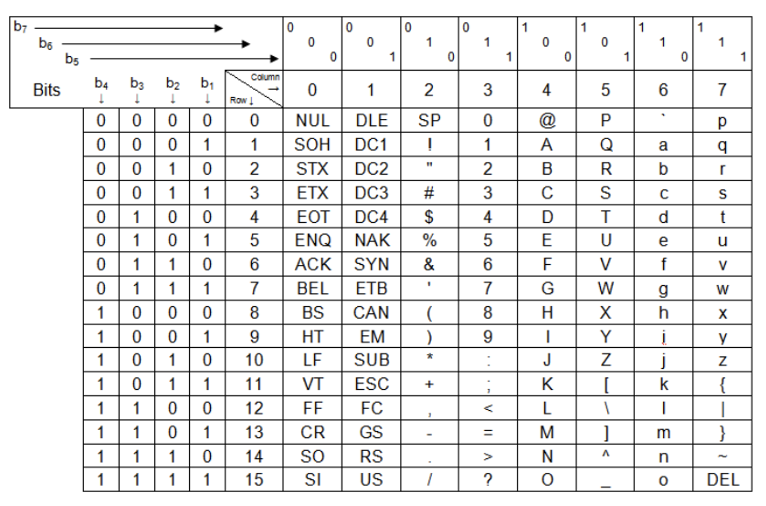 b7 0 0 0 0 1 1 1 1
b6 0 0 1 1 0 0 1 1
b5 0 1 0 1 0 1 0 1
Bits b4 ↓ b3 ↓ b2 ↓ b1 ↓ Column → Row ↓ 0 1 2 3 4 5 6 7
0 0 0 0 0 NUL DLE SP 0 @ P ` p
0 0 0 1 1 SOH DC1 ! 1 A Q a q
0 0 1 0 2 STX DC2 " 2 B R b r
0 0 1 1 3 ETX DC3 # 3 C S c s
0 1 0 0 4 EOT DC4 $ 4 D T d t
0 1 0 1 5 ENQ NAK % 5 E U e u
0 1 1 0 6 ACK SYN & 6 F V f v
0 1 1 1 7 BEL ETB ' 7 G W g w
1 0 0 0 8 BS CAN ( 8 H X h x
1 0 0 1 9 HT EM ) 9 I Y i y
1 0 1 0 10 LF SUB * : J Z j z
1 0 1 1 11 VT ESC + ; K [ k {
1 1 0 0 12 FF FC , < L \ l |
1 1 0 1 13 CR GS - = M ] m }
1 1 1 0 14 SO RS . > N ^ n ~
1 1 1 1 15 SI US / ? O _ o DEL